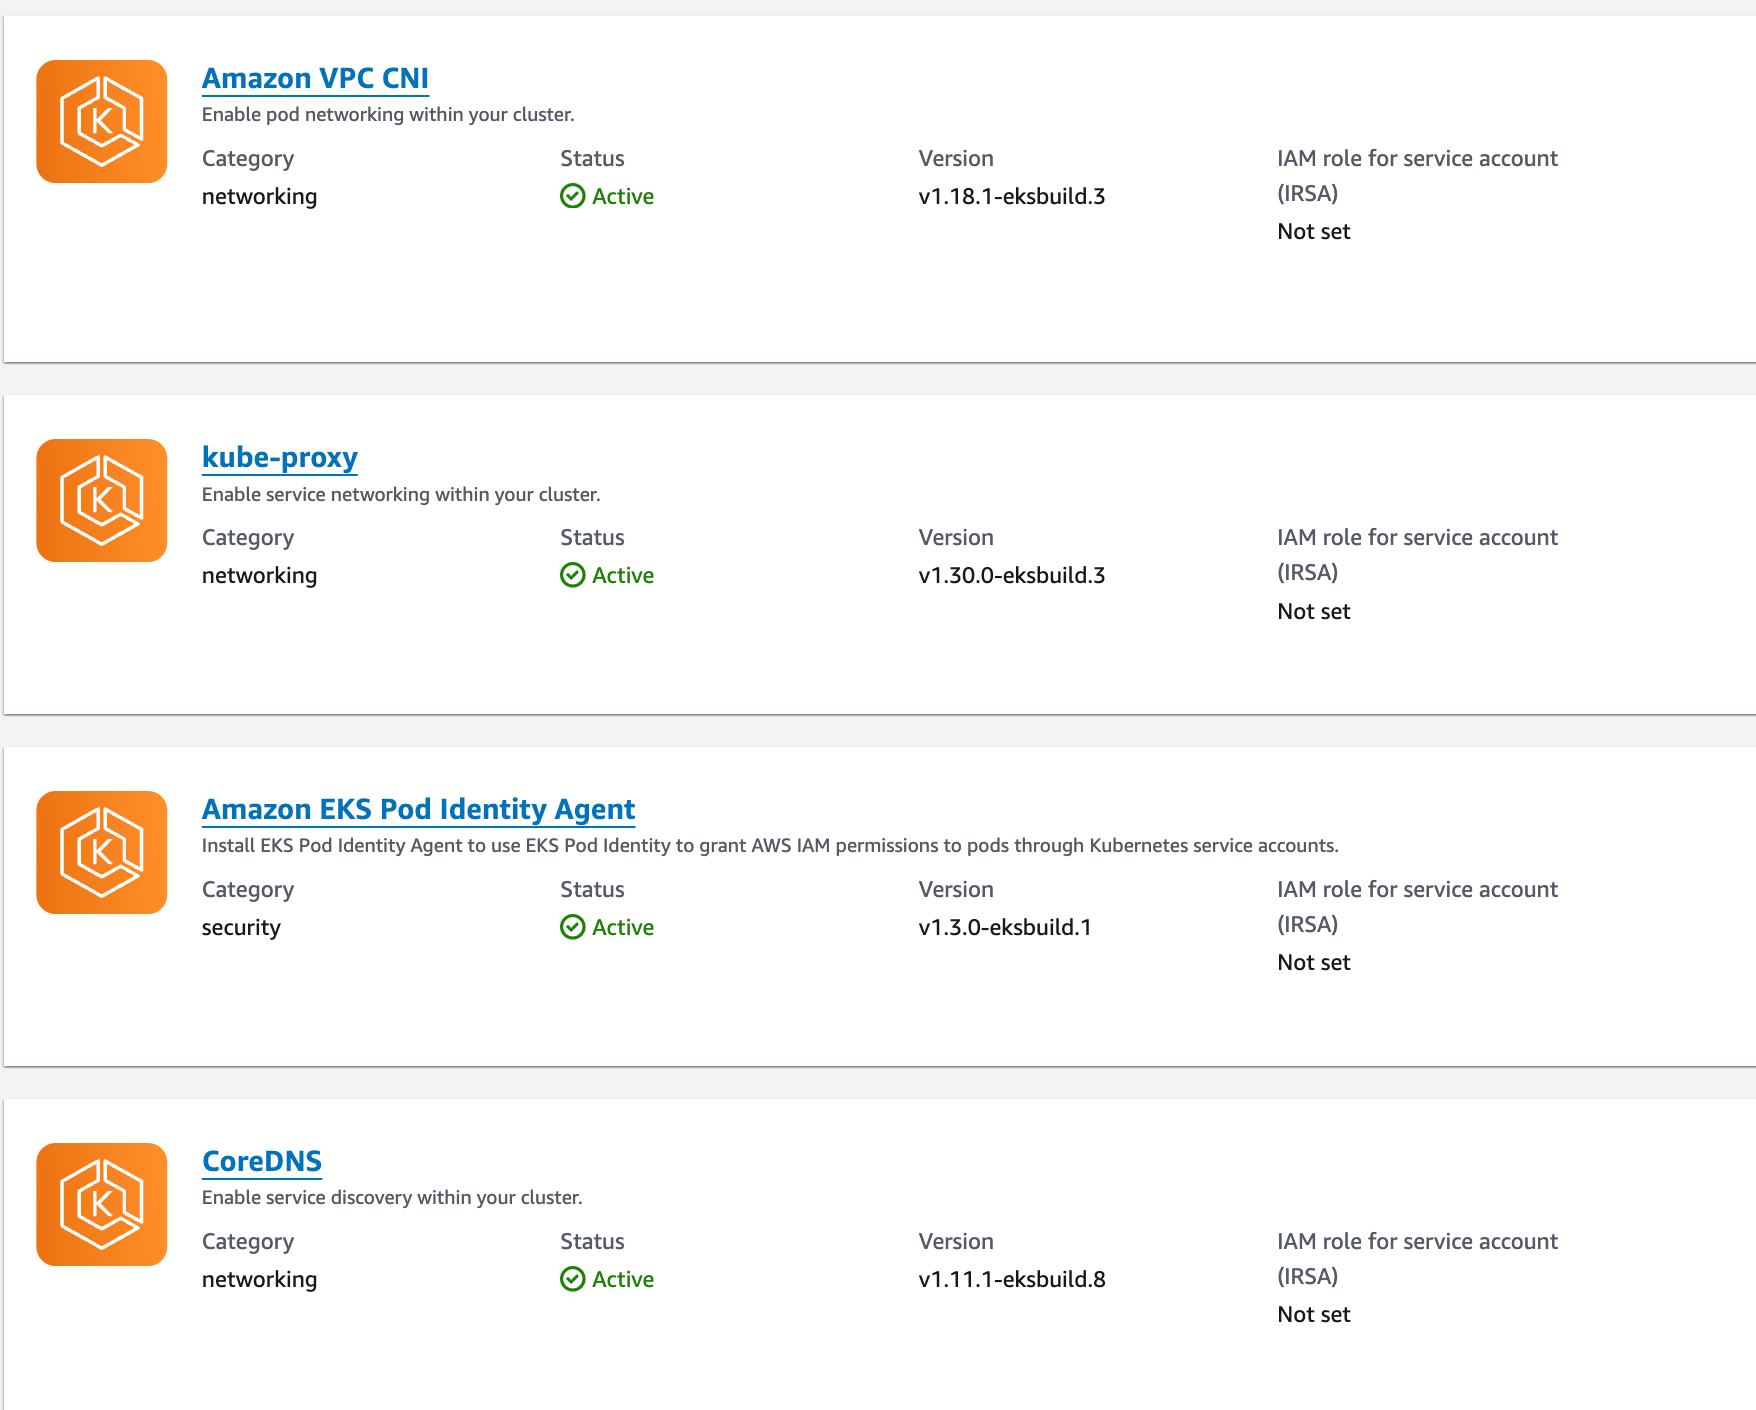 Amazon VPC CNI
Enable pod networking within your cluster.
Category
networking
Status
Active
Version
v1.18.1-eksbuild.3
IAM role for service account
(IRSA)
Not set
kube-proxy
Enable service networking within your cluster.
Category
networking
Status
Active
Version
v1.30.0-eksbuild.3
IAM role for service account
(IRSA)
Not set
Amazon EKS Pod Identity Agent
Install EKS Pod Identity Agent to use EKS Pod Identity to grant AWS IAM permissions to pods through Kubernetes service accounts.
Category
security
Status
Active
Version
v1.3.0-eksbuild.1
IAM role for service account
(IRSA)
Not set
CoreDNS
Enable service discovery within your cluster.
Category
networking
Status
Active
Version
v1.11.1-eksbuild.8
IAM role for service account
(IRSA)
Not set